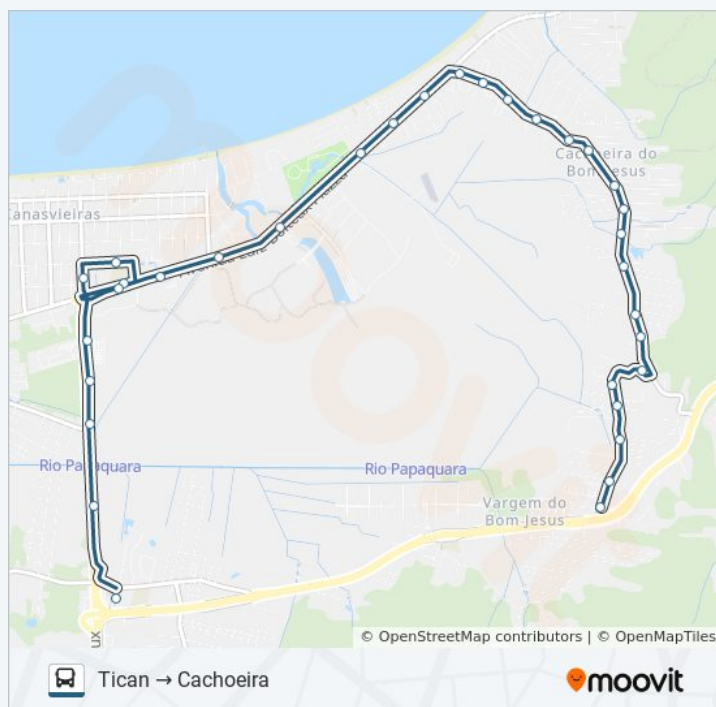 Canasvieiras
Cachoeira do
Bom Jesus
Rio Papaquara
Rio Papaquara
Vargem do
Bom Jesus
© OpenStreetMap contributors | © OpenMapTiles
Tican → Cachoeira
moovit